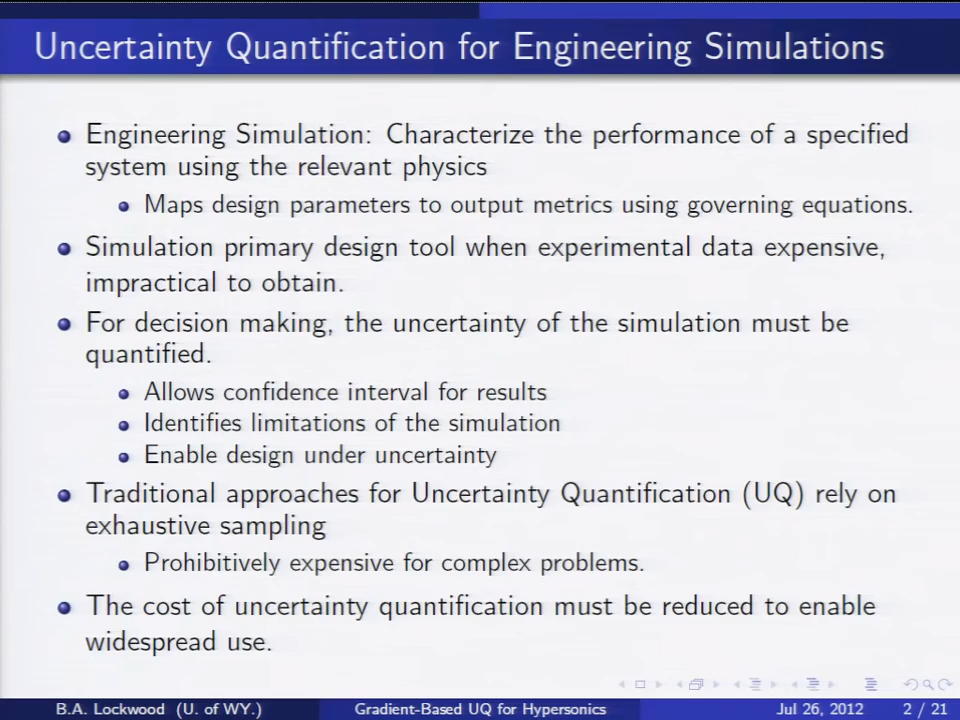 Uncertainty Quantification for Engineering Simulations
Engineering Simulation: Characterize the performance of a specified
system using the relevant physics
Maps design parameters to output metrics using governing equations.
Simulation primary design tool when experimental data expensive,
impractical to obtain.
For decision making, the uncertainty of the simulation must be
quantified.
Allows confidence interval for results
Identifies limitations of the simulation
Enable design under uncertainty
Traditional approaches for Uncertainty Quantification (UQ) rely on
exhaustive sampling
Prohibitively expensive for complex problems.
The cost of uncertainty quantification must be reduced to enable
widespread use.
B.A. Lockwood (U. of WY.) Gradient-Based UQ for Hypersonics Jul 26, 2012 2 / 21